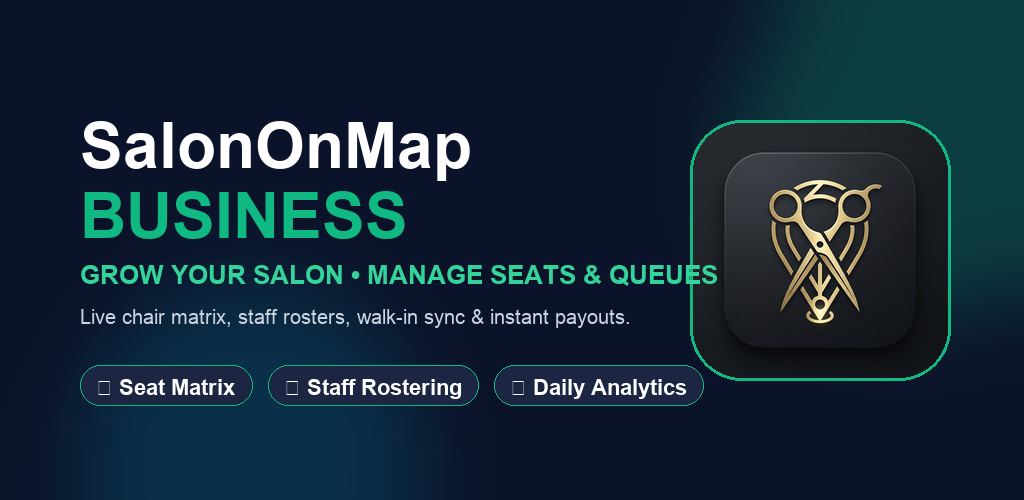 SalonOnMap
BUSINESS
GROW YOUR SALON • MANAGE SEATS & QUEUES
Live chair matrix, staff rosters, walk-in sync & instant payouts.
Seat Matrix
Staff Rostering
Daily Analytics